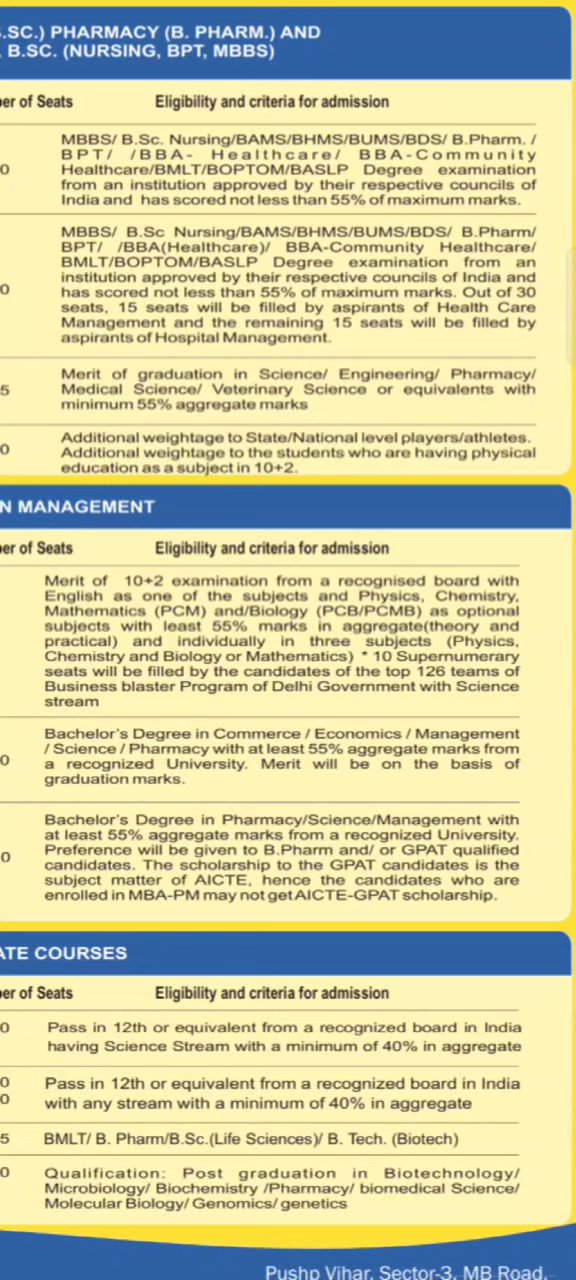 .SC.) PHARMACY (B. PHARM.) AND
, B.SC. (NURSING, BPT, MBBS)
er of Seats Eligibility and criteria for admission
0 MBBS/ B.Sc. Nursing/BAMS/BHMS/BUMS/BDS/ B.Pharm. /
BPT/ /BBA- Healthcare/ BBA-Community
Healthcare/BMLT/BOPTOM/BASLP Degree examination
from an institution approved by their respective councils of
India and has scored not less than 55% of maximum marks.
0 MBBS/ B.Sc Nursing/BAMS/BHMS/BUMS/BDS/ B.Pharm/
BPT/ /BBA(Healthcare)/ BBA-Community Healthcare/
BMLT/BOPTOM/BASLP Degree examination from an
institution approved by their respective councils of India and
has scored not less than 55% of maximum marks. Out of 30
seats, 15 seats will be filled by aspirants of Health Care
Management and the remaining 15 seats will be filled by
aspirants of Hospital Management.
5 Merit of graduation in Science/ Engineering/ Pharmacy/
Medical Science/ Veterinary Science or equivalents with
minimum 55% aggregate marks
0 Additional weightage to State/National level players/athletes.
Additional weightage to the students who are having physical
education as a subject in 10+2.
N MANAGEMENT
er of Seats Eligibility and criteria for admission
Merit of 10+2 examination from a recognised board with
English as one of the subjects and Physics, Chemistry,
Mathematics (PCM) and/Biology (PCB/PCMB) as optional
subjects with least 55% marks in aggregate(theory and
practical) and individually in three subjects (Physics,
Chemistry and Biology or Mathematics) * 10 Supernumerary
seats will be filled by the candidates of the top 126 teams of
Business blaster Program of Delhi Government with Science
stream
0 Bachelor's Degree in Commerce / Economics / Management
/ Science / Pharmacy with at least 55% aggregate marks from
a recognized University. Merit will be on the basis of
graduation marks.
0 Bachelor's Degree in Pharmacy/Science/Management with
at least 55% aggregate marks from a recognized University.
Preference will be given to B.Pharm and/ or GPAT qualified
candidates. The scholarship to the GPAT candidates is the
subject matter of AICTE, hence the candidates who are
enrolled in MBA-PM may not get AICTE-GPAT scholarship.
ATE COURSES
er of Seats Eligibility and criteria for admission
0 Pass in 12th or equivalent from a recognized board in India
having Science Stream with a minimum of 40% in aggregate
0 Pass in 12th or equivalent from a recognized board in India
0 with any stream with a minimum of 40% in aggregate
5 BMLT/ B. Pharm/B.Sc.(Life Sciences)/ B. Tech. (Biotech)
0 Qualification: Post graduation in Biotechnology/
Microbiology/ Biochemistry /Pharmacy/ biomedical Science/
Molecular Biology/ Genomics/ genetics
Pushp Vihar, Sector-3, MB Road,